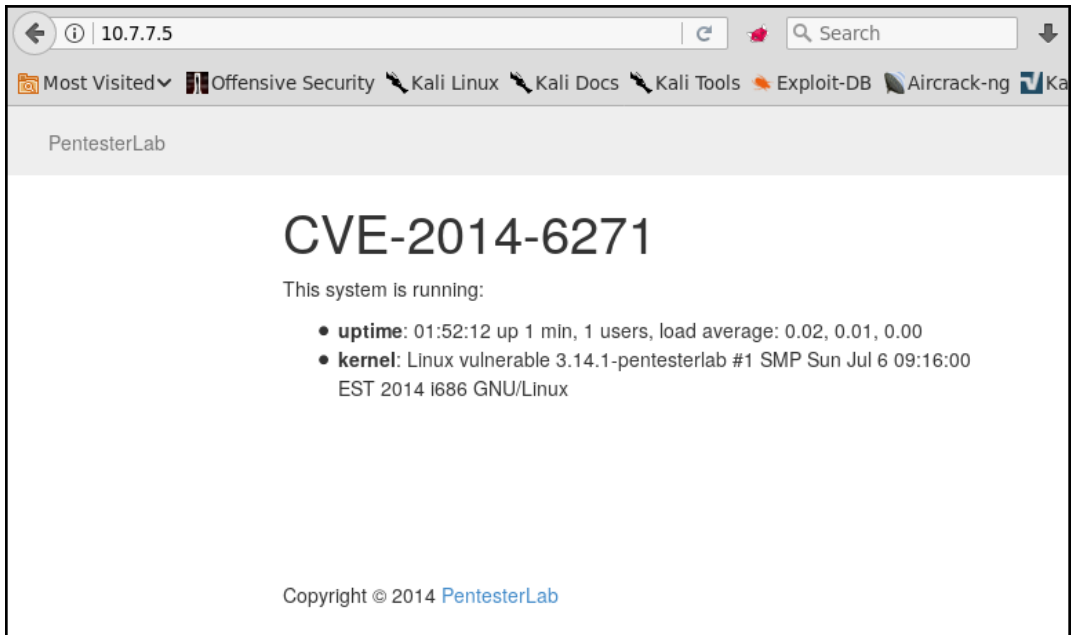 10.7.7.5 Search
Most Visited Offensive Security Kali Linux Kali Docs Kali Tools Exploit-DB Aircrack-ng Ka
PentesterLab
CVE-2014-6271
This system is running:
uptime: 01:52:12 up 1 min, 1 users, load average: 0.02, 0.01, 0.00
kernel: Linux vulnerable 3.14.1-pentesterlab #1 SMP Sun Jul 6 09:16:00
EST 2014 i686 GNU/Linux
Copyright © 2014 PentesterLab